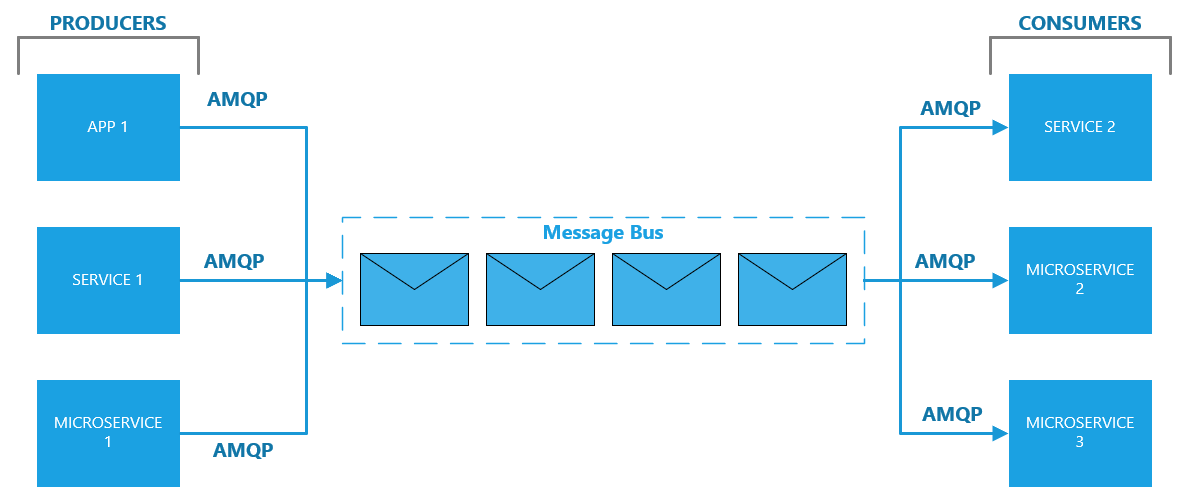 PRODUCERS
CONSUMERS
AMQP
AMQP
APP 1
SERVICE 2
Message Bus
AMQP
AMQP
SERVICE 1
MICROSERVICE
2
AMQP
MICROSERVICE
1
AMQP
MICROSERVICE
3